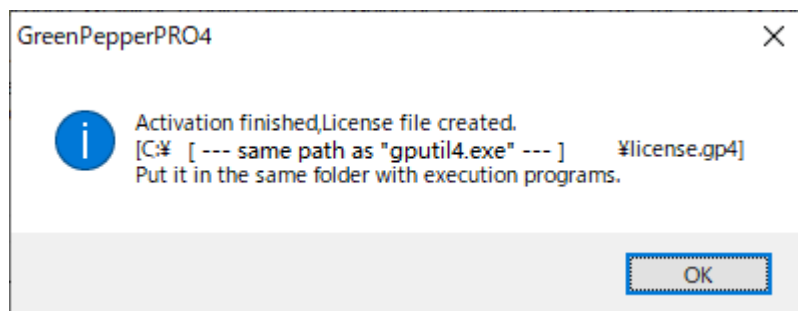 GreenPepperPRO4
Activation finished,License file created.
[C:¥ [ --- same path as "gputil4.exe" --- ] ¥license.gp4]
Put it in the same folder with execution programs.
OK